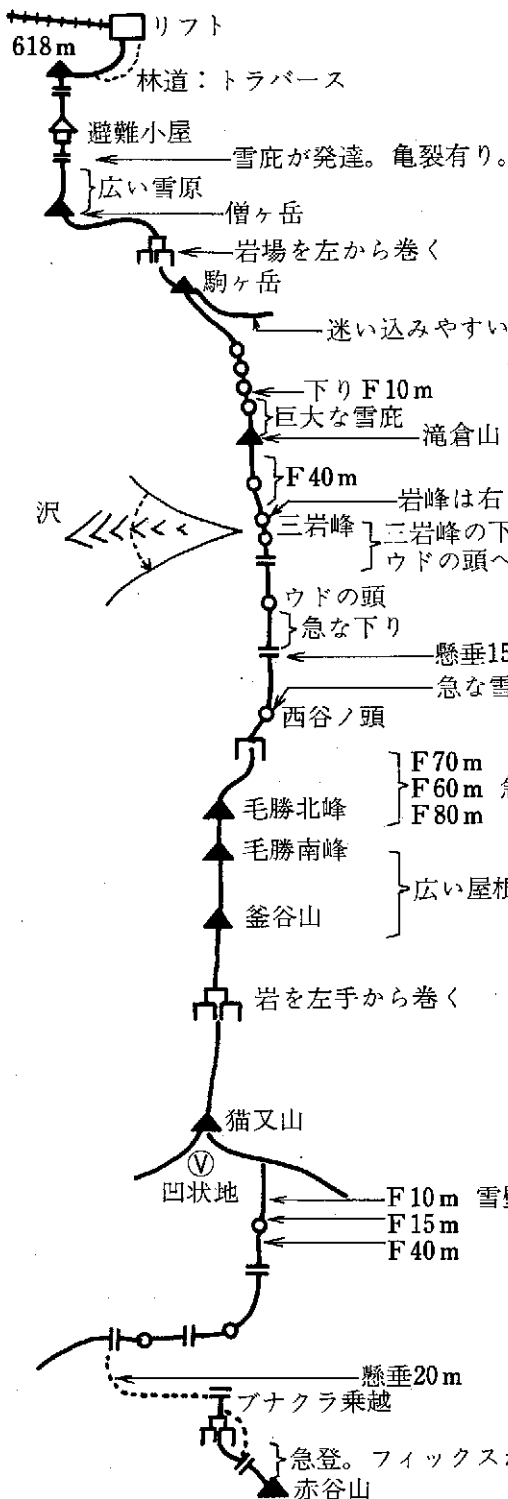 リフト
618m
林道：トラバース
避難小屋
雪庇が発達。亀裂有り。
広い雪原
僧ヶ岳
岩場を左から巻く
駒ヶ岳
迷い込みやすい
下りF10m
巨大な雪庇
滝倉山
F40m
岩峰は右
沢
三岩峰
三岩峰の下
ウドの頭へ
ウドの頭
急な下り
懸垂15
急な雪
西谷ノ頭
F70m
F60m 急
F80m
毛勝北峰
毛勝南峰
広い屋根
釜谷山
岩を左手から巻く
猫又山
V
凹状地
F10m 雪壁
F15m
F40m
懸垂20m
ブナクラ乗越
急登。フィックス
赤谷山